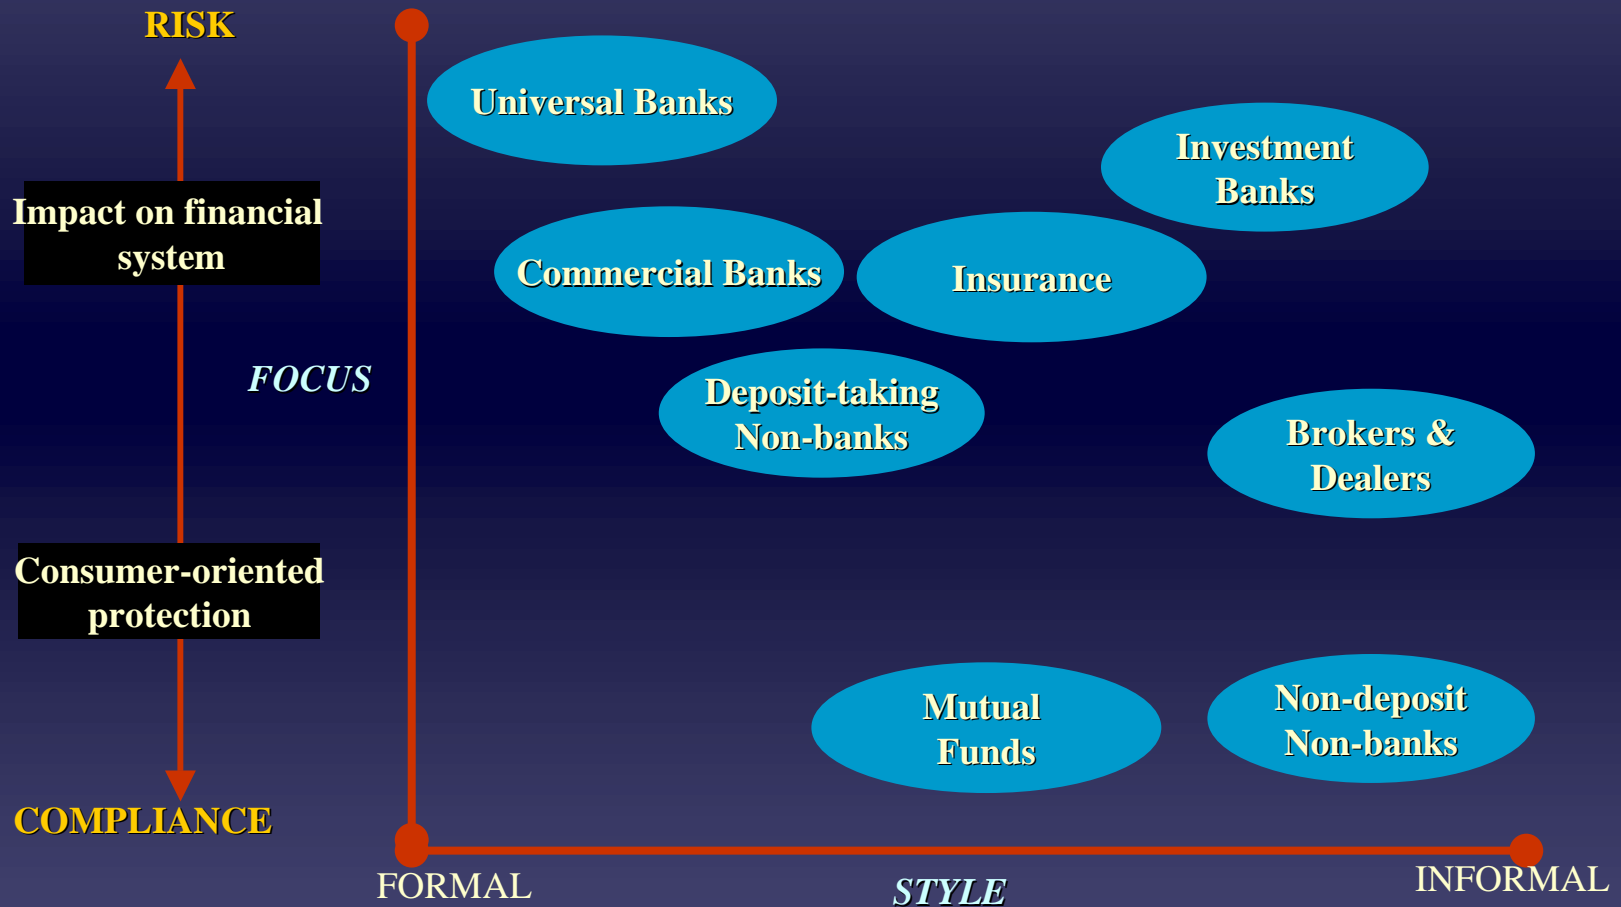 RISK
Universal Banks
Investment
Banks
Impact on financial
system
Commercial Banks
Insurance
FOCUS
Deposit-taking
Non-banks
Brokers &
Dealers
Consumer-oriented
protection
Mutual
Funds
Non-deposit
Non-banks
COMPLIANCE
FORMAL
STYLE
INFORMAL